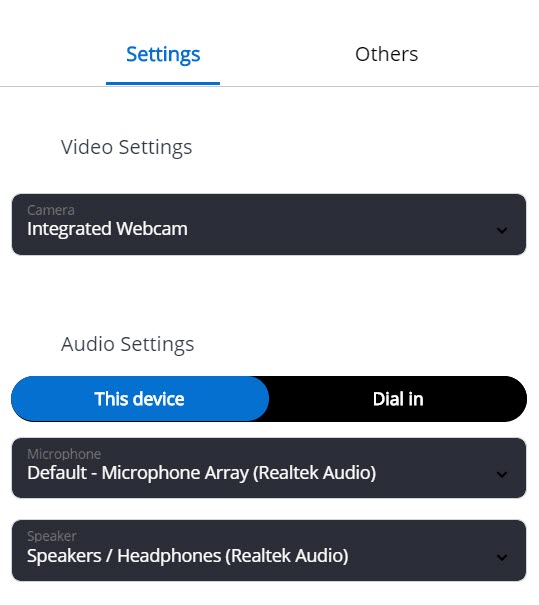 Settings
Others
Video Settings
Camera
Integrated Webcam
Audio Settings
This device
Dial in
Microphone
Default - Microphone Array (Realtek Audio)
Speaker
Speakers / Headphones (Realtek Audio)